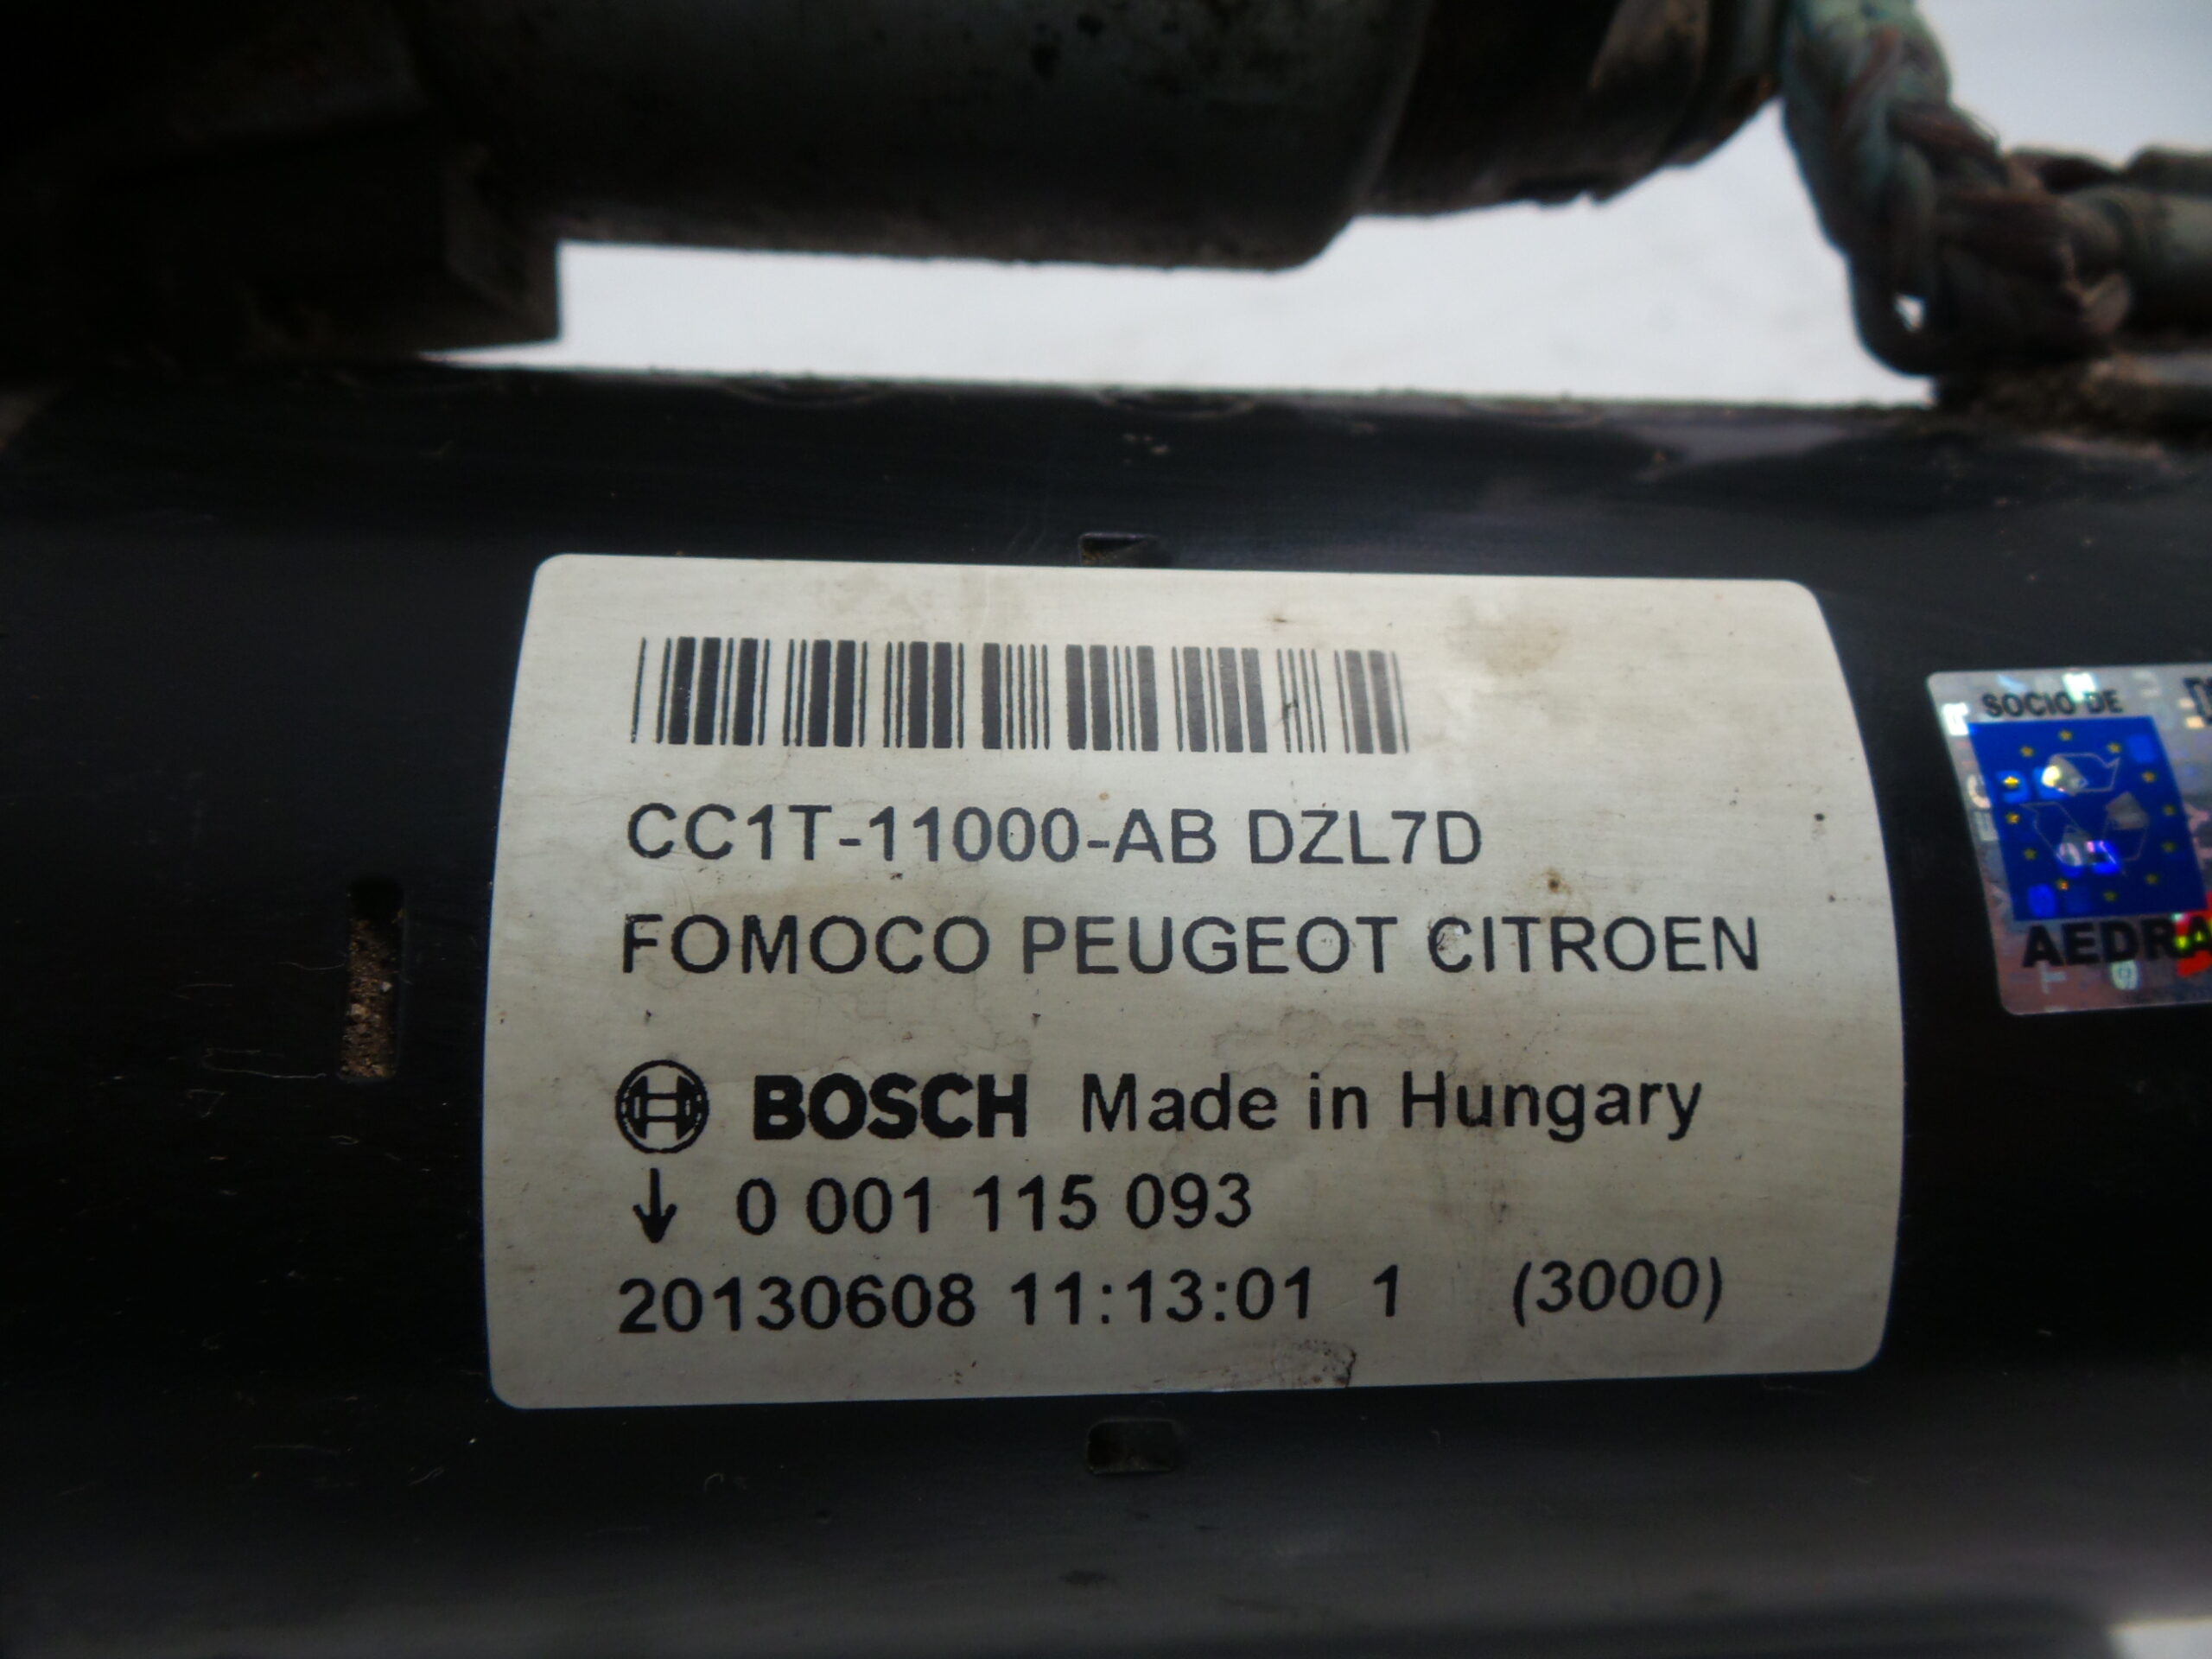 CC1T-11000-AB DZL7D
FOMOCO PEUGEOT CITROEN
BOSCH Made in Hungary
↓ 0 001 115 093
20130608 11:13:01 1 (3000)
SOCIO DE
AEDRA